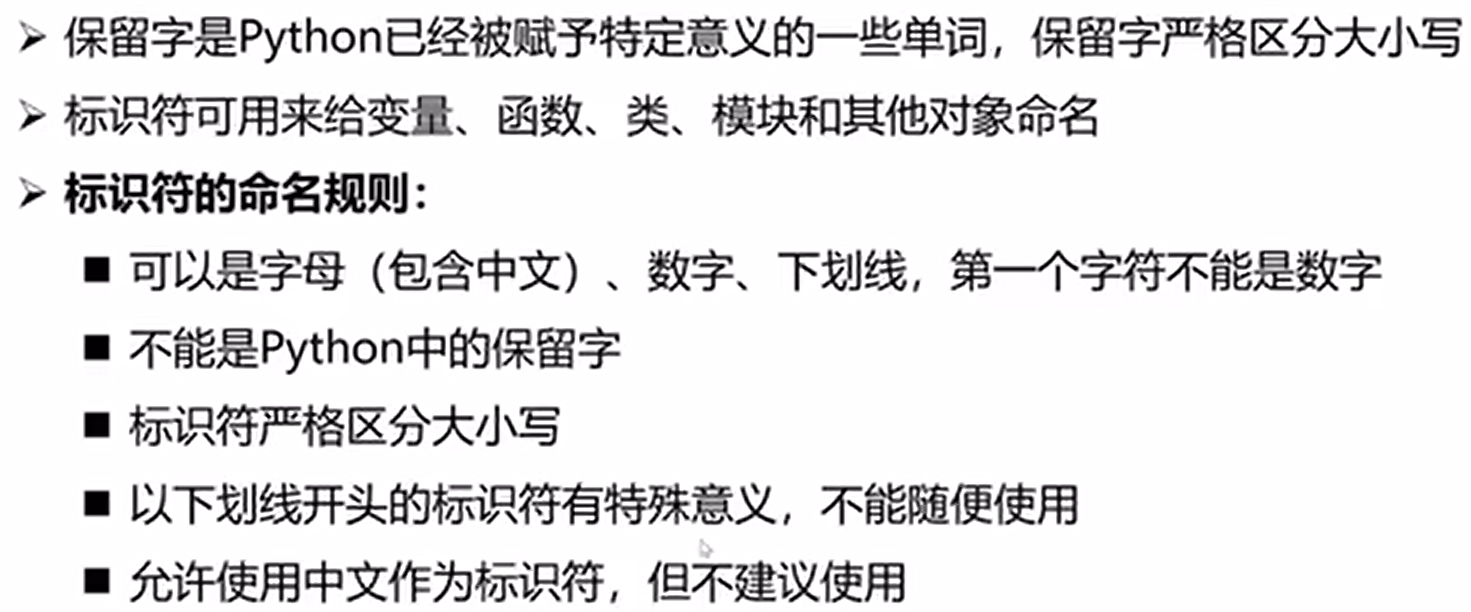 ➢ 保留字是Python已经被赋予特定意义的一些单词，保留字严格区分大小写
➢ 标识符可用来给变量、函数、类、模块和其他对象命名
➢ 标识符的命名规则：
■ 可以是字母（包含中文）、数字、下划线，第一个字符不能是数字
■ 不能是Python中的保留字
■ 标识符严格区分大小写
■ 以下划线开头的标识符有特殊意义，不能随便使用
■ 允许使用中文作为标识符，但不建议使用